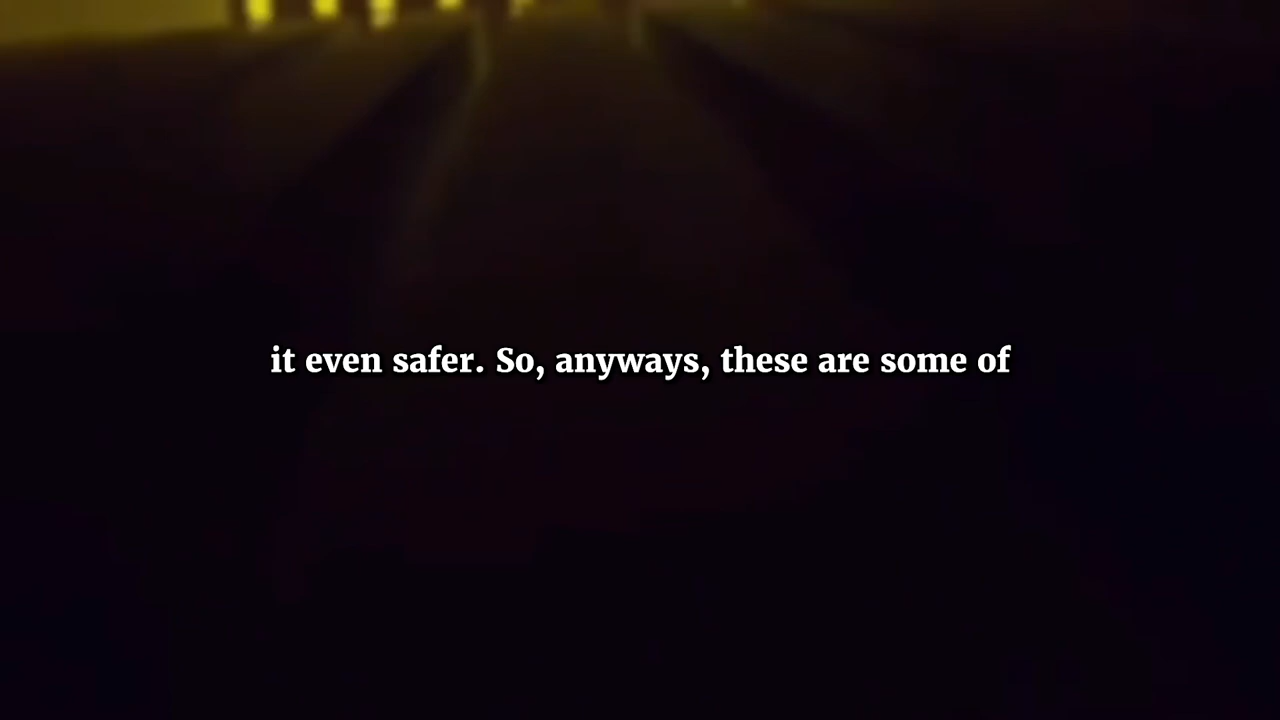 it even safer. So, anyways, these are some of